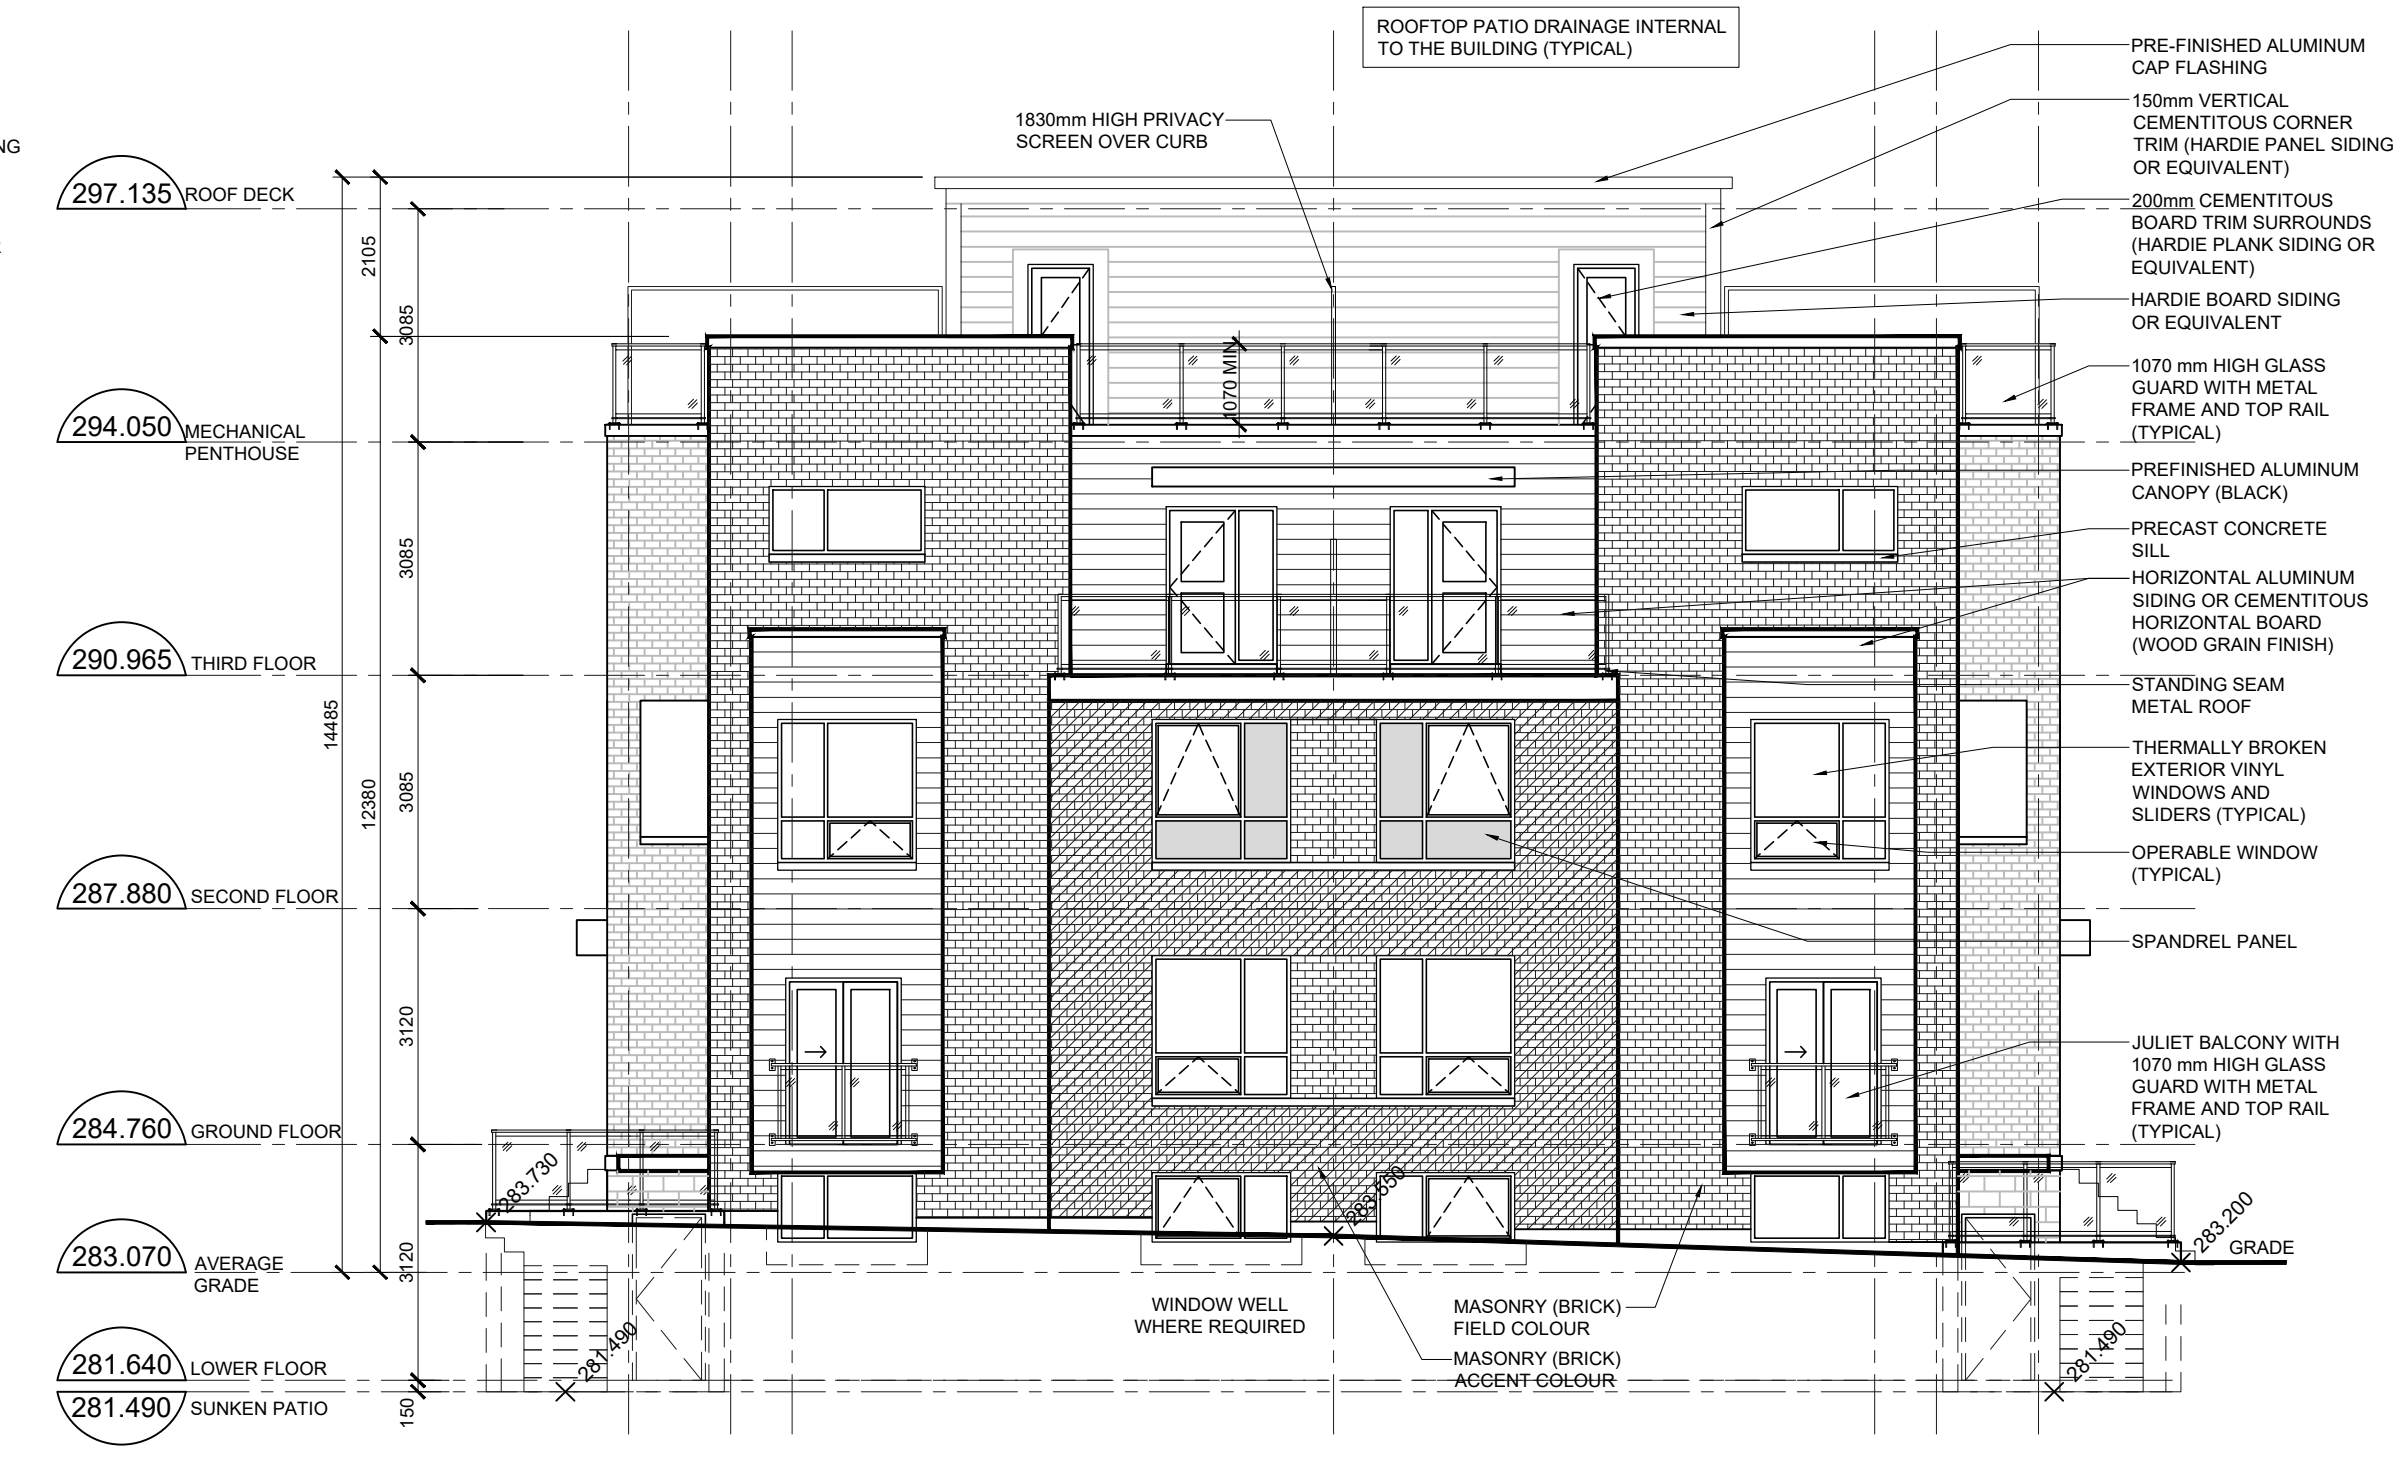 ROOFTOP PATIO DRAINAGE INTERNAL
TO THE BUILDING (TYPICAL)
1830mm HIGH PRIVACY
SCREEN OVER CURB
PRE-FINISHED ALUMINUM
CAP FLASHING
150mm VERTICAL
CEMENTITOUS CORNER
TRIM (HARDIE PANEL SIDING
OR EQUIVALENT)
200mm CEMENTITOUS
BOARD TRIM SURROUNDS
(HARDIE PLANK SIDING OR
EQUIVALENT)
HARDIE BOARD SIDING
OR EQUIVALENT
1070 mm HIGH GLASS
GUARD WITH METAL
FRAME AND TOP RAIL
(TYPICAL)
PREFINISHED ALUMINUM
CANOPY (BLACK)
PRECAST CONCRETE
SILL
HORIZONTAL ALUMINUM
SIDING OR CEMENTITOUS
HORIZONTAL BOARD
(WOOD GRAIN FINISH)
STANDING SEAM
METAL ROOF
THERMALLY BROKEN
EXTERIOR VINYL
WINDOWS AND
SLIDERS (TYPICAL)
OPERABLE WINDOW
(TYPICAL)
SPANDREL PANEL
JULIET BALCONY WITH
1070 mm HIGH GLASS
GUARD WITH METAL
FRAME AND TOP RAIL
(TYPICAL)
283.200
GRADE
NG
297.135 ROOF DECK
294.050 MECHANICAL
PENTHOUSE
290.965 THIRD FLOOR
287.880 SECOND FLOOR
284.760 GROUND FLOOR
283.070 AVERAGE
GRADE
281.640 LOWER FLOOR
281.490 SUNKEN PATIO
14485
2105
12380
3085
3085
3085
3120
3120
150
1070 MIN
283.730
283.550
281.490
281.490
WINDOW WELL
WHERE REQUIRED
MASONRY (BRICK)
FIELD COLOUR
MASONRY (BRICK)
ACCENT COLOUR